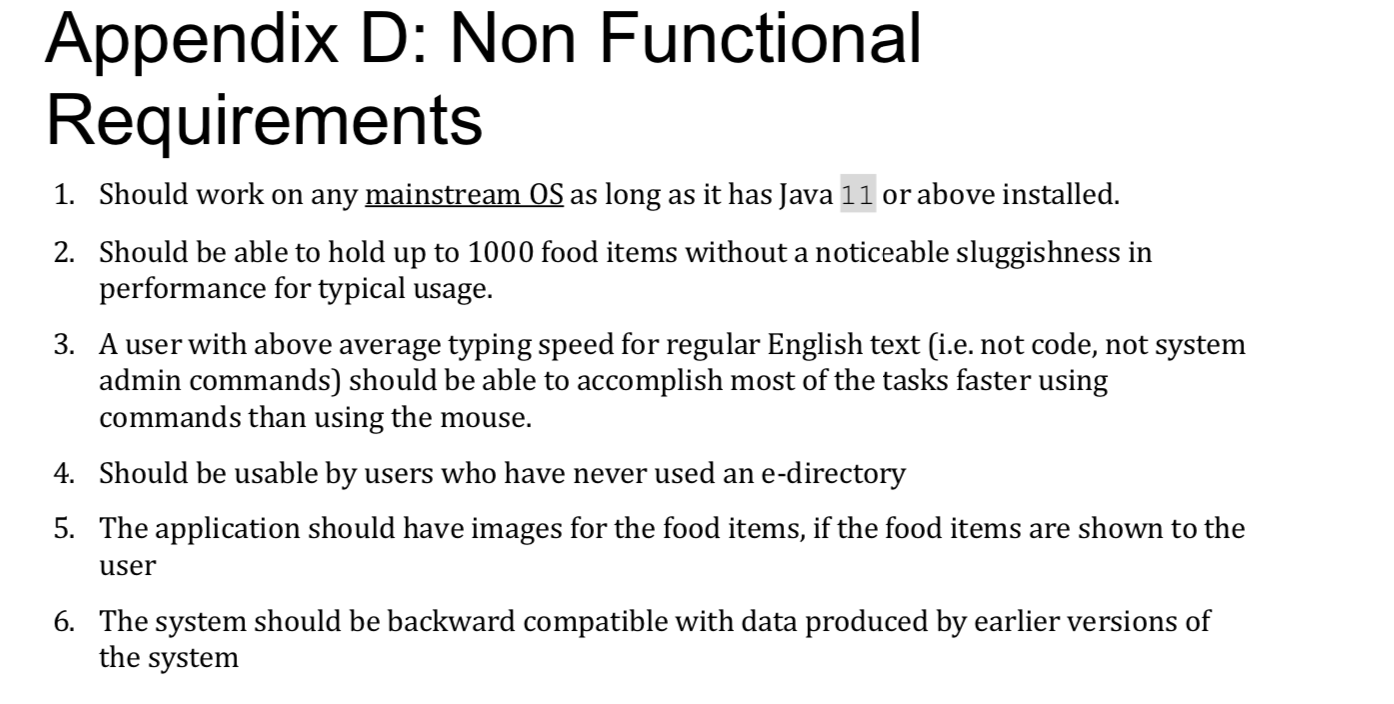 Appendix D: Non Functional
Requirements
1. Should work on any mainstream OS as long as it has Java 11 or above installed.
2. Should be able to hold up to 1000 food items without a noticeable sluggishness in
performance for typical usage.
3. A user with above average typing speed for regular English text (i.e. not code, not system
admin commands) should be able to accomplish most of the tasks faster using
commands than using the mouse.
4. Should be usable by users who have never used an e-directory
5. The application should have images for the food items, if the food items are shown to the
user
6. The system should be backward compatible with data produced by earlier versions of
the system